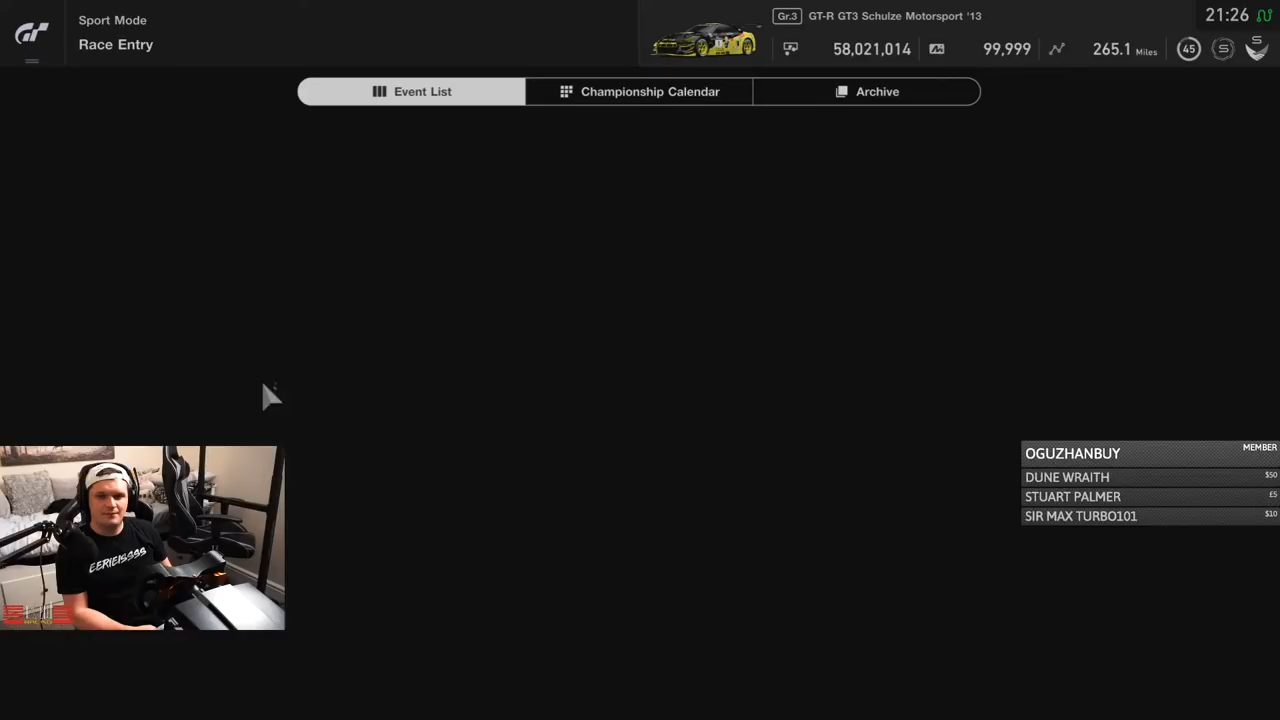 Sport Mode
Race Entry
Gr.3 GT-R GT3 Schulze Motorsport '13
58,021,014
99,999
265.1 Miles
45
S
S
21:26
Event List
Championship Calendar
Archive
OGUZHANBUY MEMBER
DUNE WRAITH $50
STUART PALMER £5
SIR MAX TURBO101 $10
EERIEISSSS
RACING